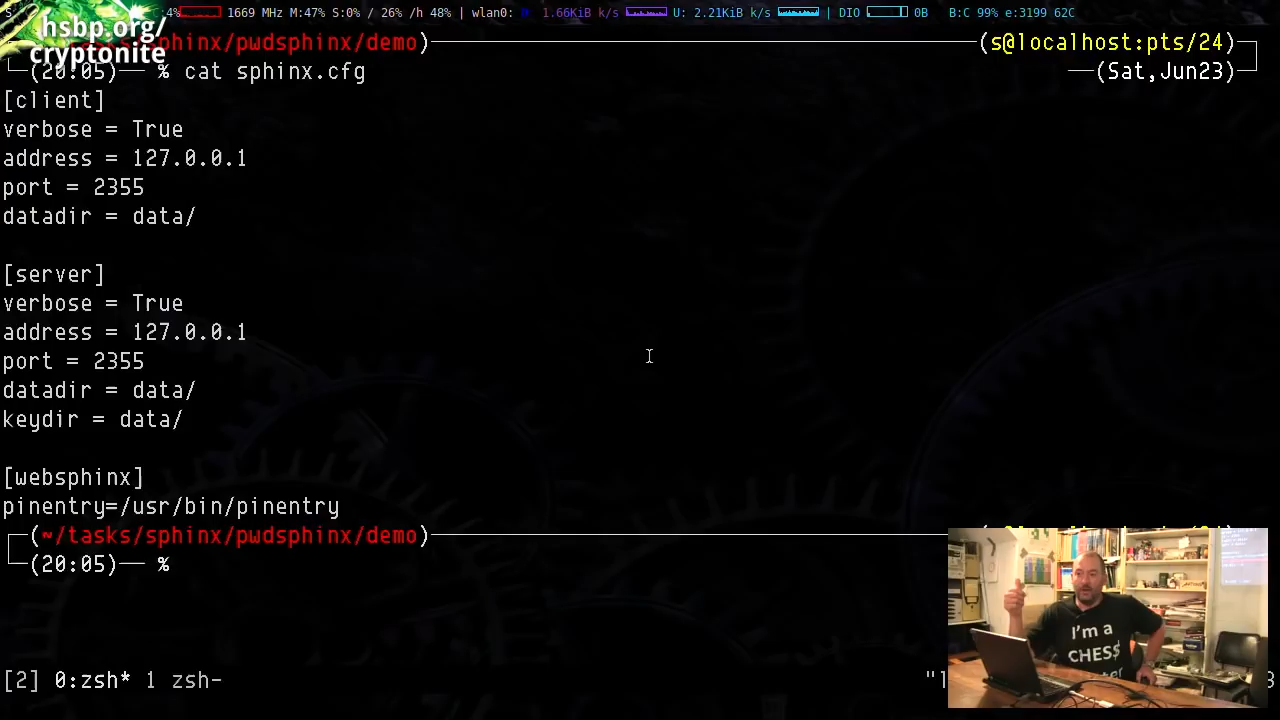 4% 1669 MHz M:47% S:0% / 26% /h 48% | wlan0: D: 1.66KiB k/s U: 2.21KiB k/s | DIO 0B B:C 99% e:3199 62C
hsbp.org/
cryptonite
sphinx/pwdsphinx/demo) (s@localhost:pts/24)
(20:05) % cat sphinx.cfg (Sat,Jun23)
[client]
verbose = True
address = 127.0.0.1
port = 2355
datadir = data/
[server]
verbose = True
address = 127.0.0.1
port = 2355
datadir = data/
keydir = data/
[websphinx]
pinentry=/usr/bin/pinentry
(~/tasks/sphinx/pwdsphinx/demo)
(20:05) %
I'm a
CHES$
[2] 0:zsh* 1 zsh-